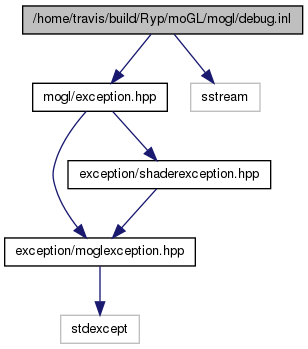 /home/travis/build/Ryp/moGL/mogl/debug.inl
mogl/exception.hpp
sstream
exception/shaderexception.hpp
exception/moglexception.hpp
stdexcept